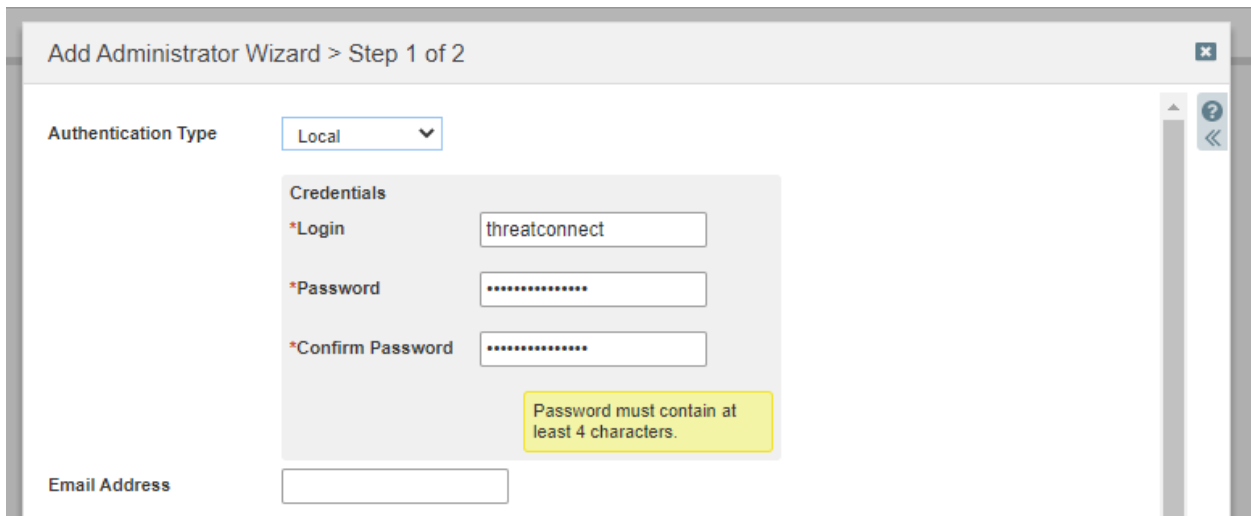 Add Administrator Wizard > Step 1 of 2
Authentication Type
Local
Credentials
*Login
threatconnect
*Password
•••••••••••••••
*Confirm Password
•••••••••••••••
Password must contain at
least 4 characters.
Email Address